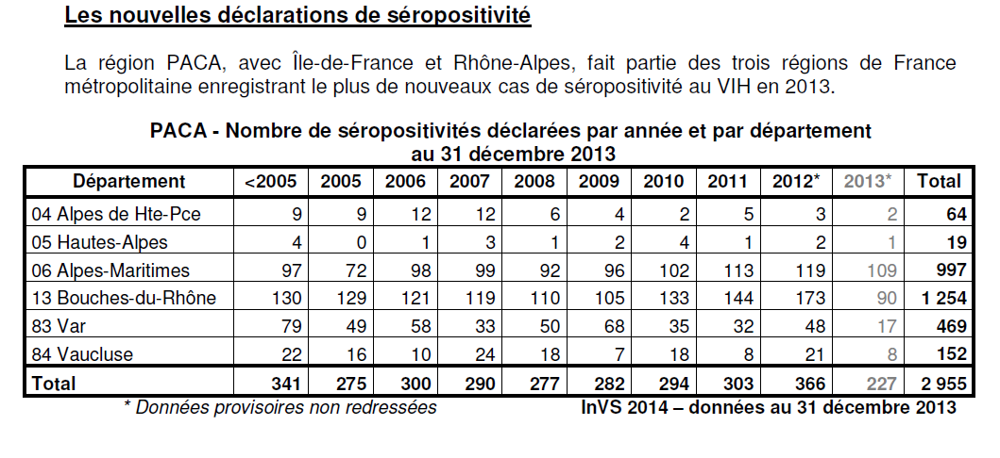 Les nouvelles déclarations de séropositivité
La région PACA, avec Île-de-France et Rhône-Alpes, fait partie des trois régions de France
métropolitaine enregistrant le plus de nouveaux cas de séropositivité au VIH en 2013.
PACA - Nombre de séropositivités déclarées par année et par département
au 31 décembre 2013
Département <2005 2005 2006 2007 2008 2009 2010 2011 2012* 2013* Total
04 Alpes de Hte-Pce 9 9 12 12 6 4 2 5 3 2 64
05 Hautes-Alpes 4 0 1 3 1 2 4 1 2 1 19
06 Alpes-Maritimes 97 72 98 99 92 96 102 113 119 109 997
13 Bouches-du-Rhône 130 129 121 119 110 105 133 144 173 90 1 254
83 Var 79 49 58 33 50 68 35 32 48 17 469
84 Vaucluse 22 16 10 24 18 7 18 8 21 8 152
Total 341 275 300 290 277 282 294 303 366 227 2 955
* Données provisoires non redressées InVS 2014 – données au 31 décembre 2013